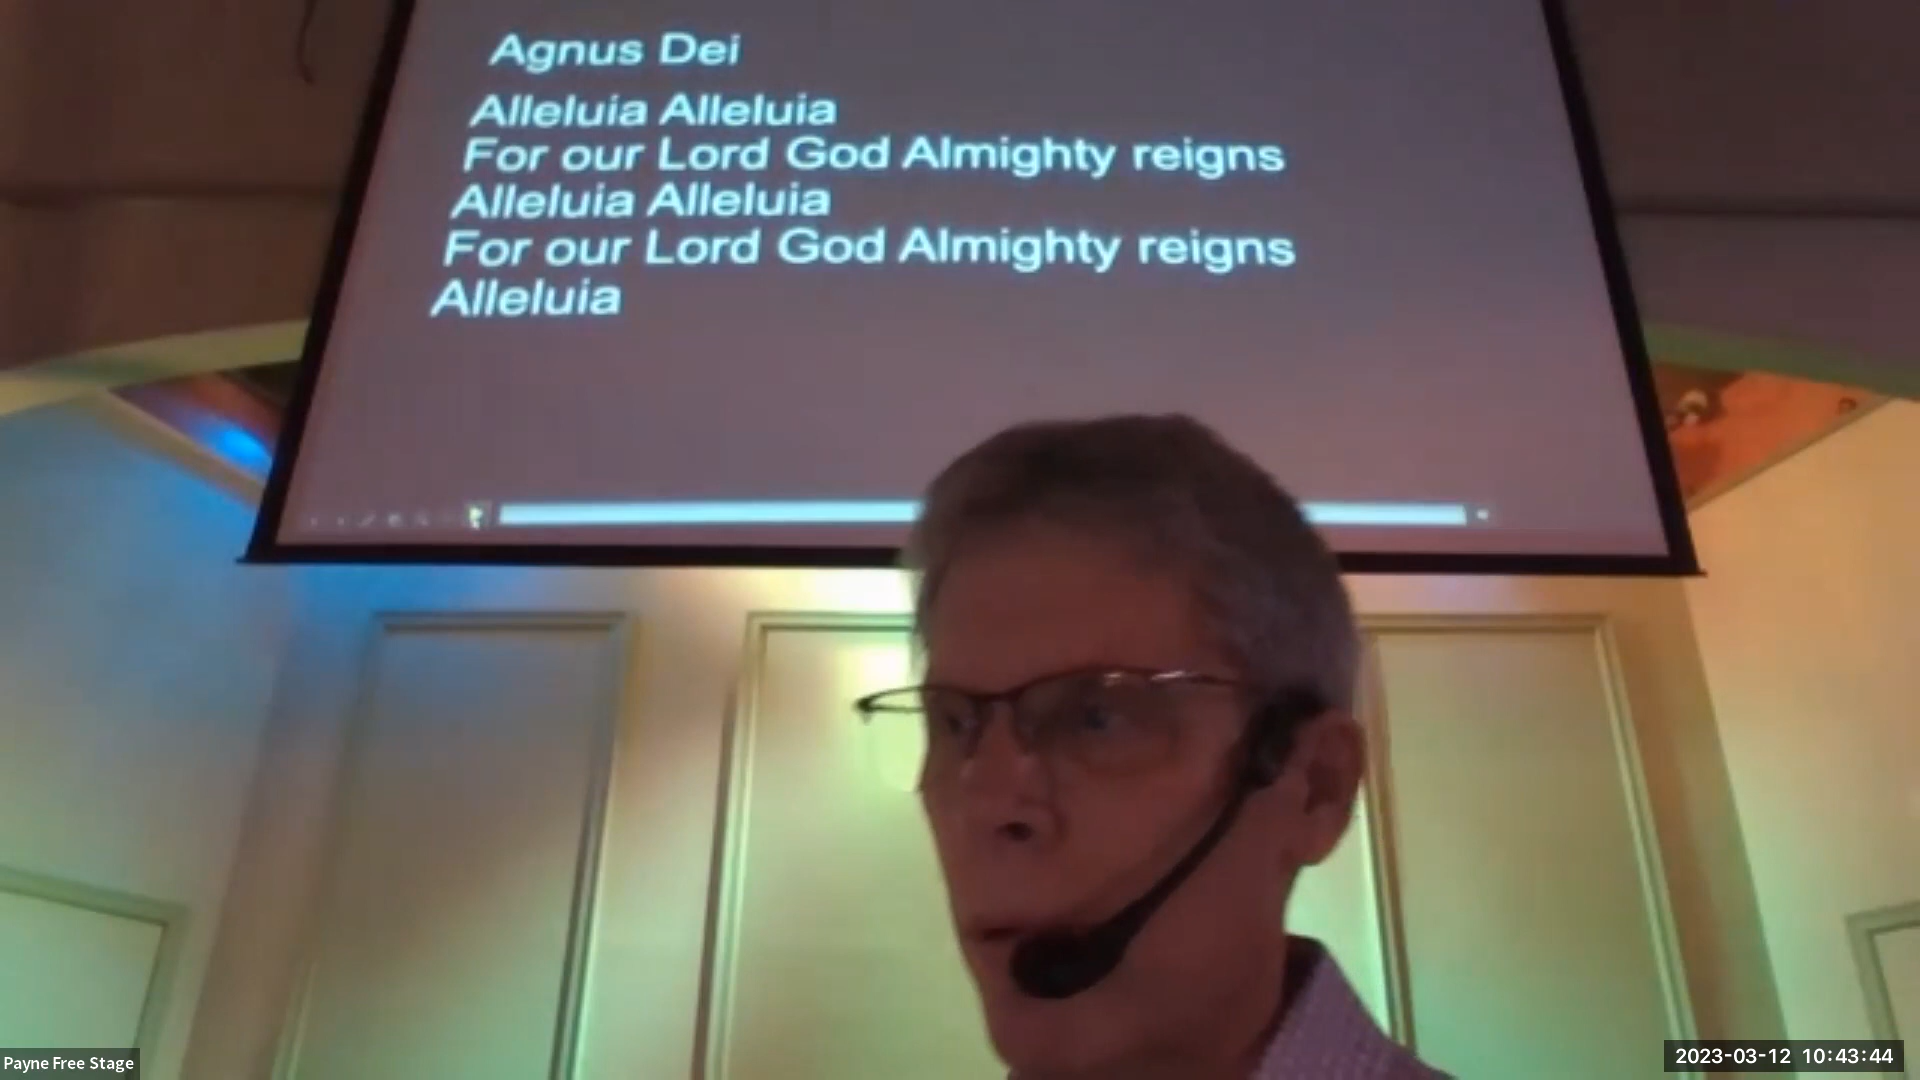 Agnus Dei
Alleluia Alleluia
For our Lord God Almighty reigns
Alleluia Alleluia
For our Lord God Almighty reigns
Alleluia
Payne Free Stage
2023-03-12 10:43:44